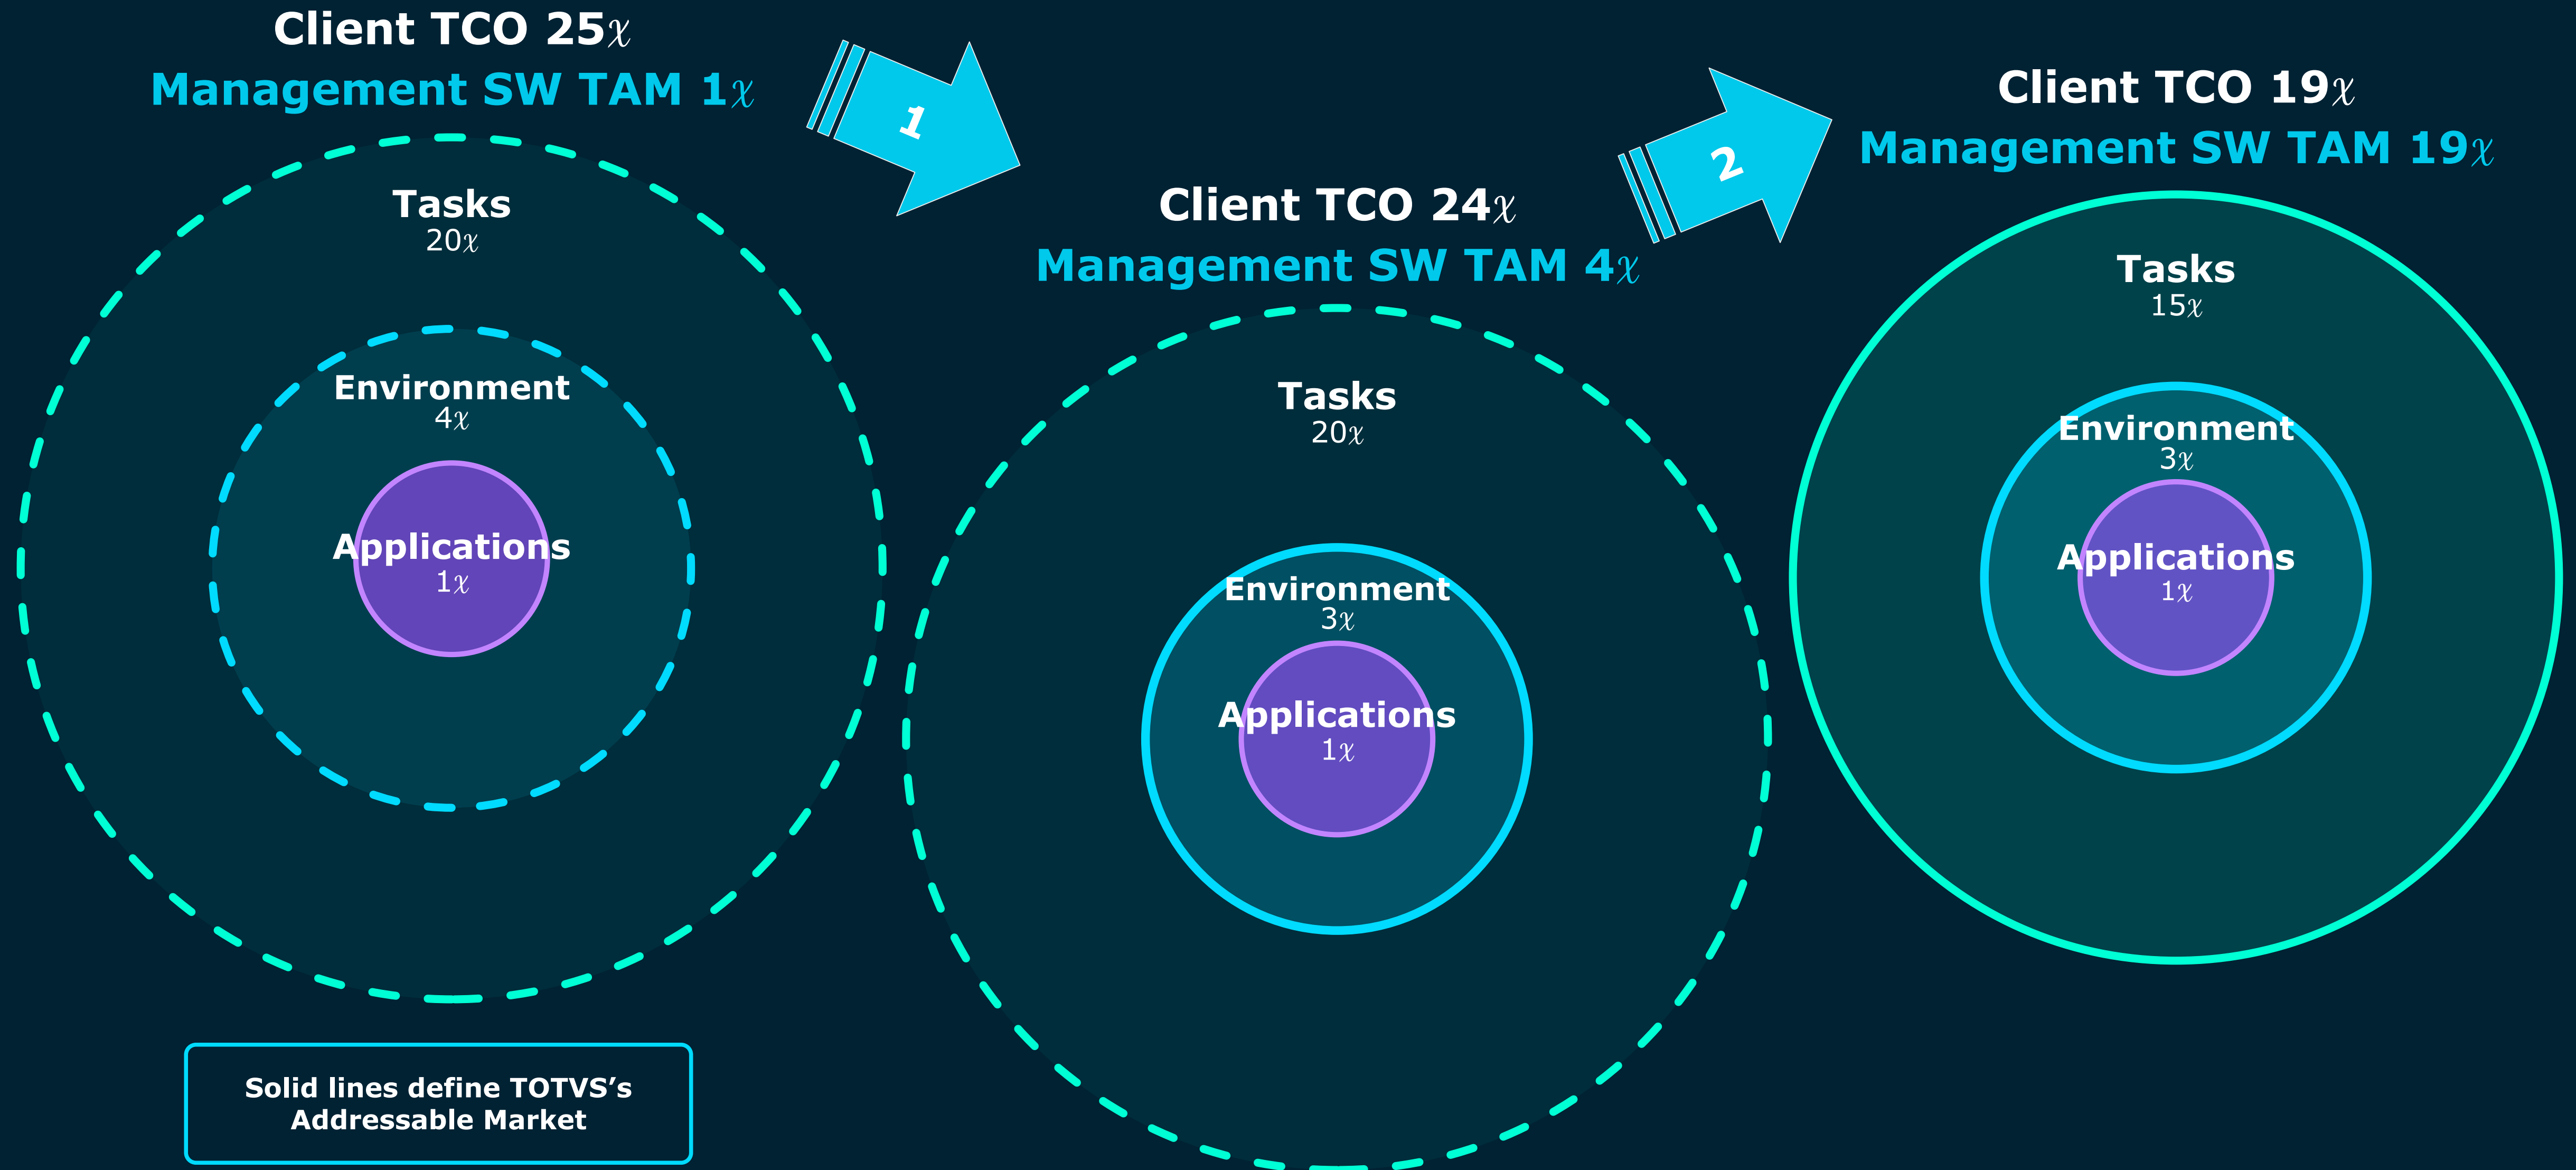 Client TCO 25χ
Management SW TAM 1χ
Tasks
20χ
Environment
4χ
Applications
1χ
Solid lines define TOTVS’s
Addressable Market
1
Client TCO 24χ
Management SW TAM 4χ
Tasks
20χ
Environment
3χ
Applications
1χ
2
Client TCO 19χ
Management SW TAM 19χ
Tasks
15χ
Environment
3χ
Applications
1χ